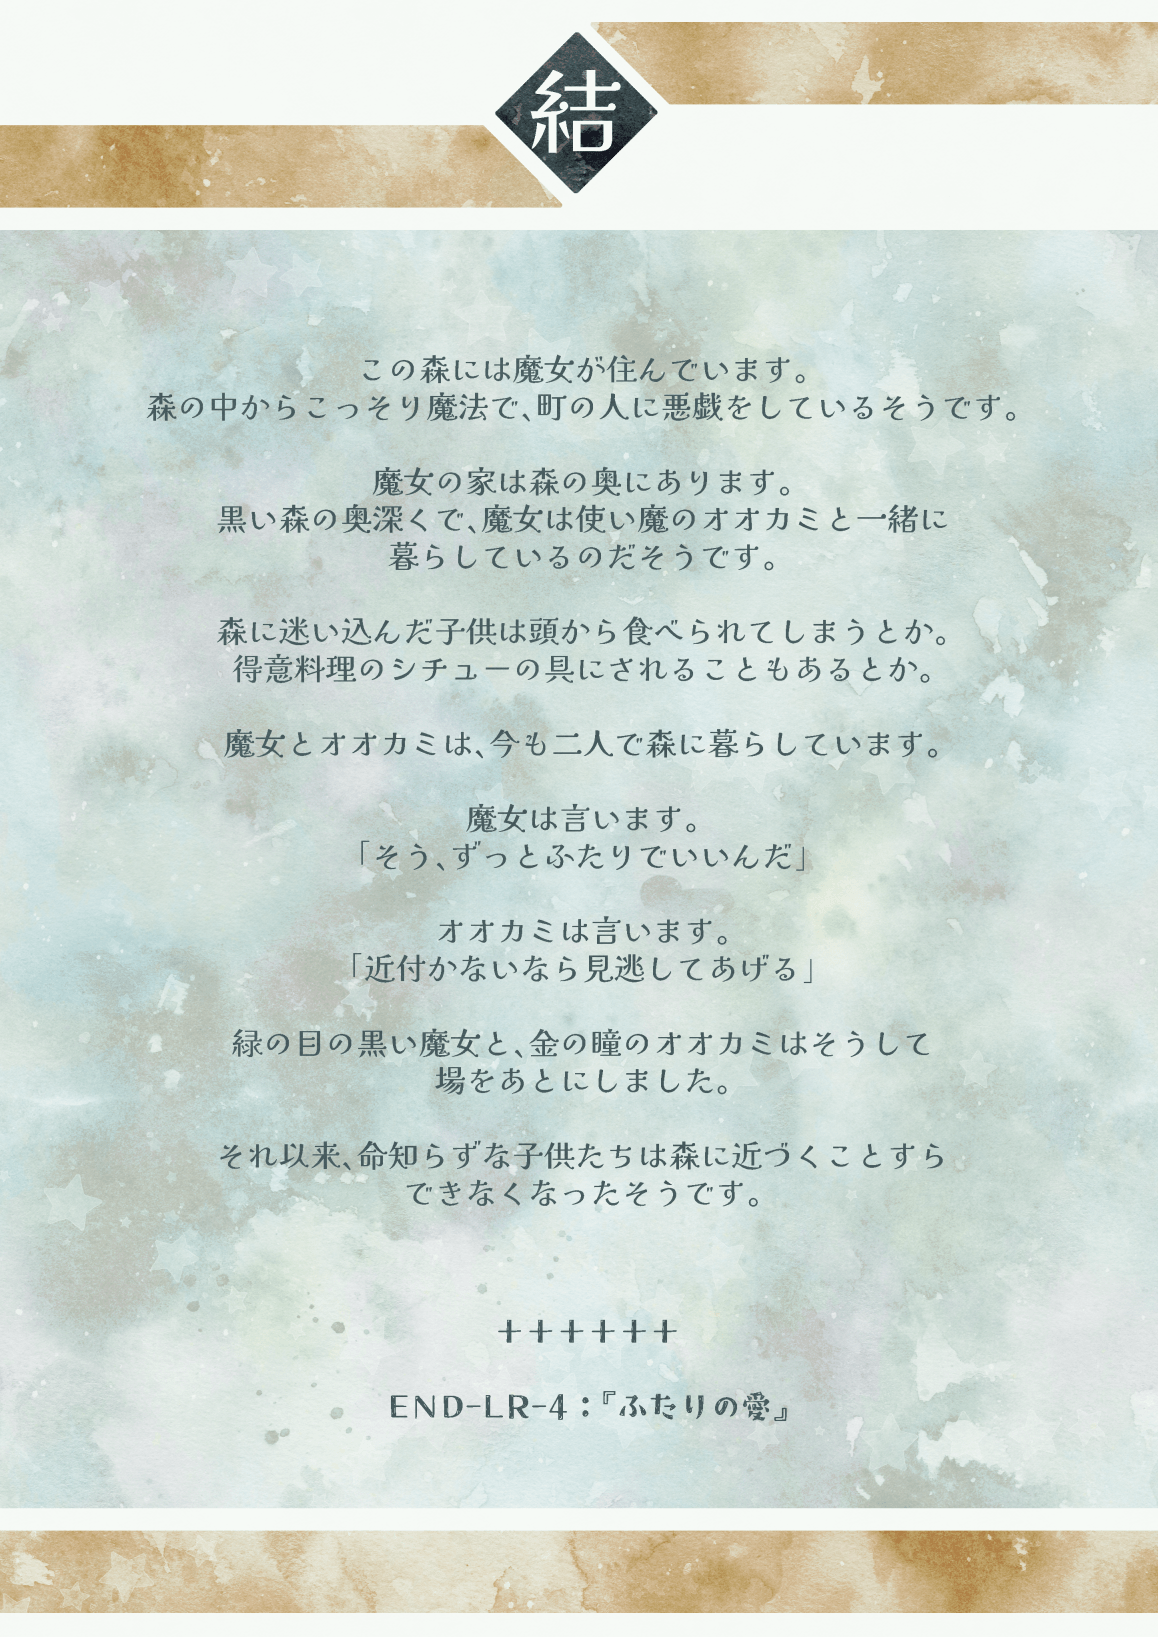 結
この森には魔女が住んでいます。
森の中からこっそり魔法で、町の人に悪戯をしているそうです。
魔女の家は森の奥にあります。
黒い森の奥深くで、魔女は使い魔のオオカミと一緒に
暮らしているのだそうです。
森に迷い込んだ子供は頭から食べられてしまうとか。
得意料理のシチューの具にされることもあるとか。
魔女とオオカミは、今も二人で森に暮らしています。
魔女は言います。
「そう、ずっとふたりでいいんだ」
オオカミは言います。
「近付かないなら見逃してあげる」
緑の目の黒い魔女と、金の瞳のオオカミはそうして
場をあとにしました。
それ以来、命知らずな子供たちは森に近づくことすら
できなくなったそうです。
++++++
END-LR-4：『ふたりの愛』